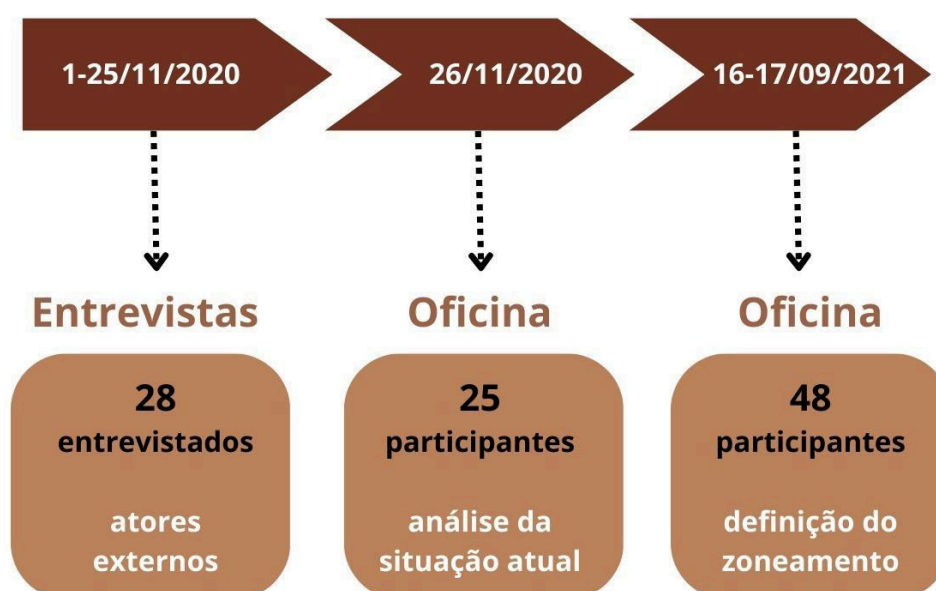 1-25/11/2020
26/11/2020
16-17/09/2021
Entrevistas
Oficina
Oficina
28
entrevistados
atores
externos
25
participantes
análise da
situação atual
48
participantes
definição do
zoneamento